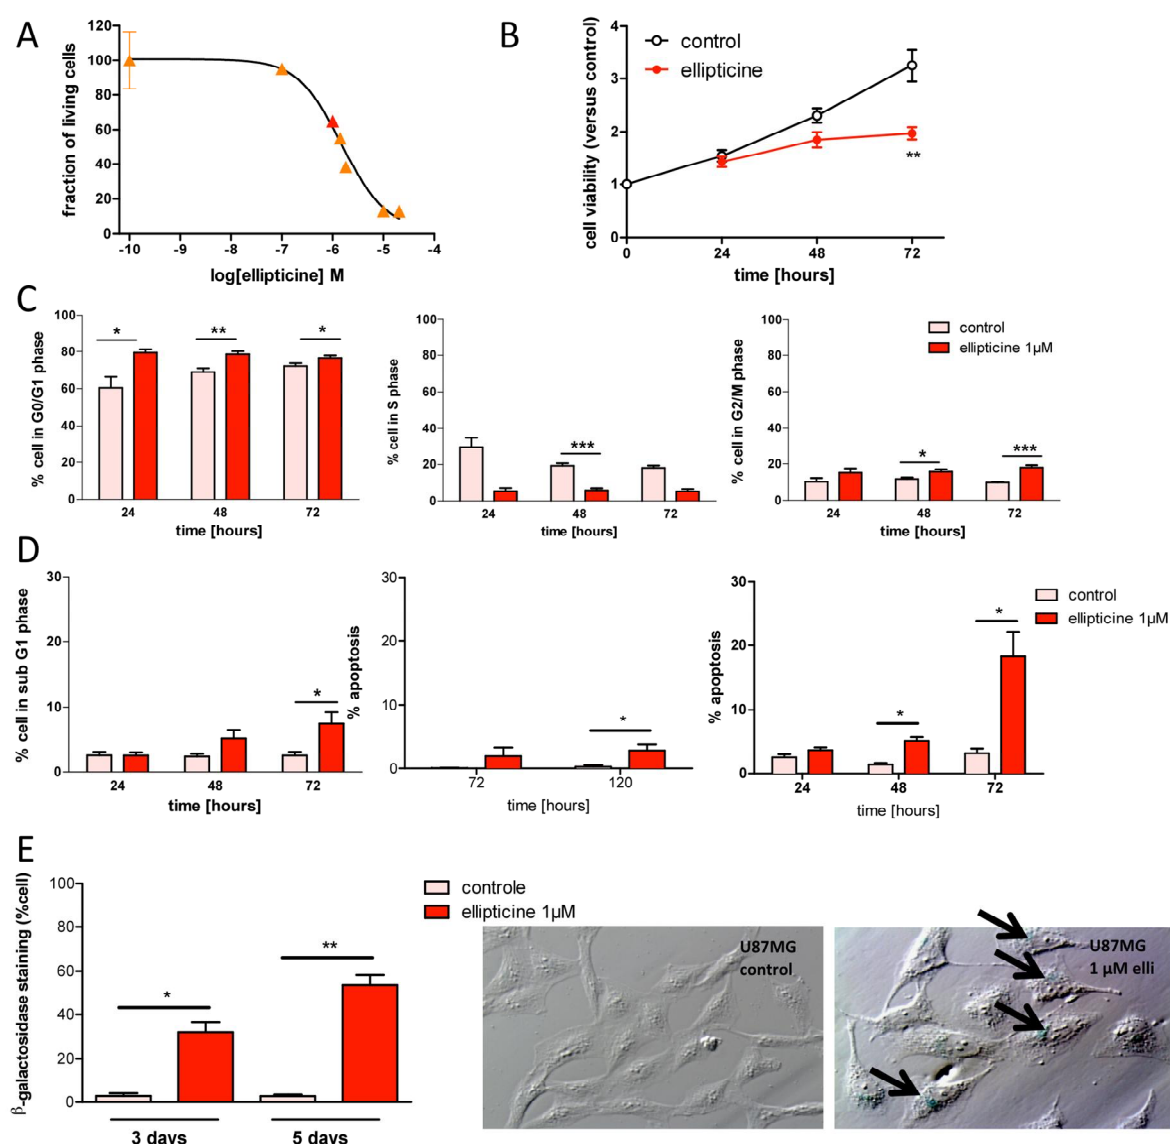 A
fraction of living cells
120
100
80
60
40
20
0
-10 -9 -8 -7 -6 -5 -4
log[ellipticine] M
B
cell viability (versus control)
4
3
2
1
0
control
ellipticine
**
0 24 48 72
time [hours]
C
% cell in G0/G1 phase
100
80
60
40
20
0
* ** *
24 48 72
time [hours]
% cell in S phase
100
80
60
40
20
0
***
24 48 72
time [hours]
% cell in G2/M phase
100
80
60
40
20
0
control
ellipticine 1µM
* ***
24 48 72
time [hours]
D
% cell in sub G1 phase
30
20
10
0
*
24 48 72
time [hours]
% apoptosis
30
20
10
0
*
72 120
time [hours]
% apoptosis
30
20
10
0
control
ellipticine 1µM
* *
24 48 72
time [hours]
E
β-galactosidase staining (%cell)
100
80
60
40
20
0
controle
ellipticine 1µM
* **
3 days 5 days
U87MG
control
U87MG
1 µM elli